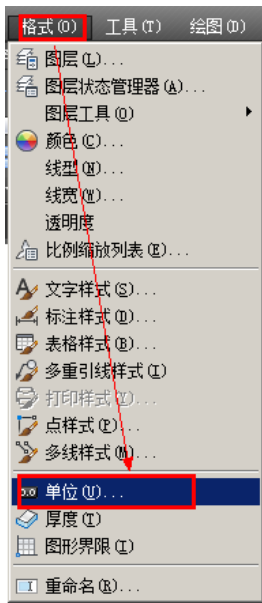 格式(O) 工具(T) 绘图(D)
图层(L)...
图层状态管理器(A)...
图层工具(O)
颜色(C)...
线型(N)...
线宽(W)...
透明度
比例缩放列表(E)...
文字样式(S)...
标注样式(D)...
表格样式(B)...
多重引线样式(I)
打印样式(Y)...
点样式(P)...
多线样式(M)...
0.0 单位(U)...
厚度(T)
图形界限(I)
重命名(R)...